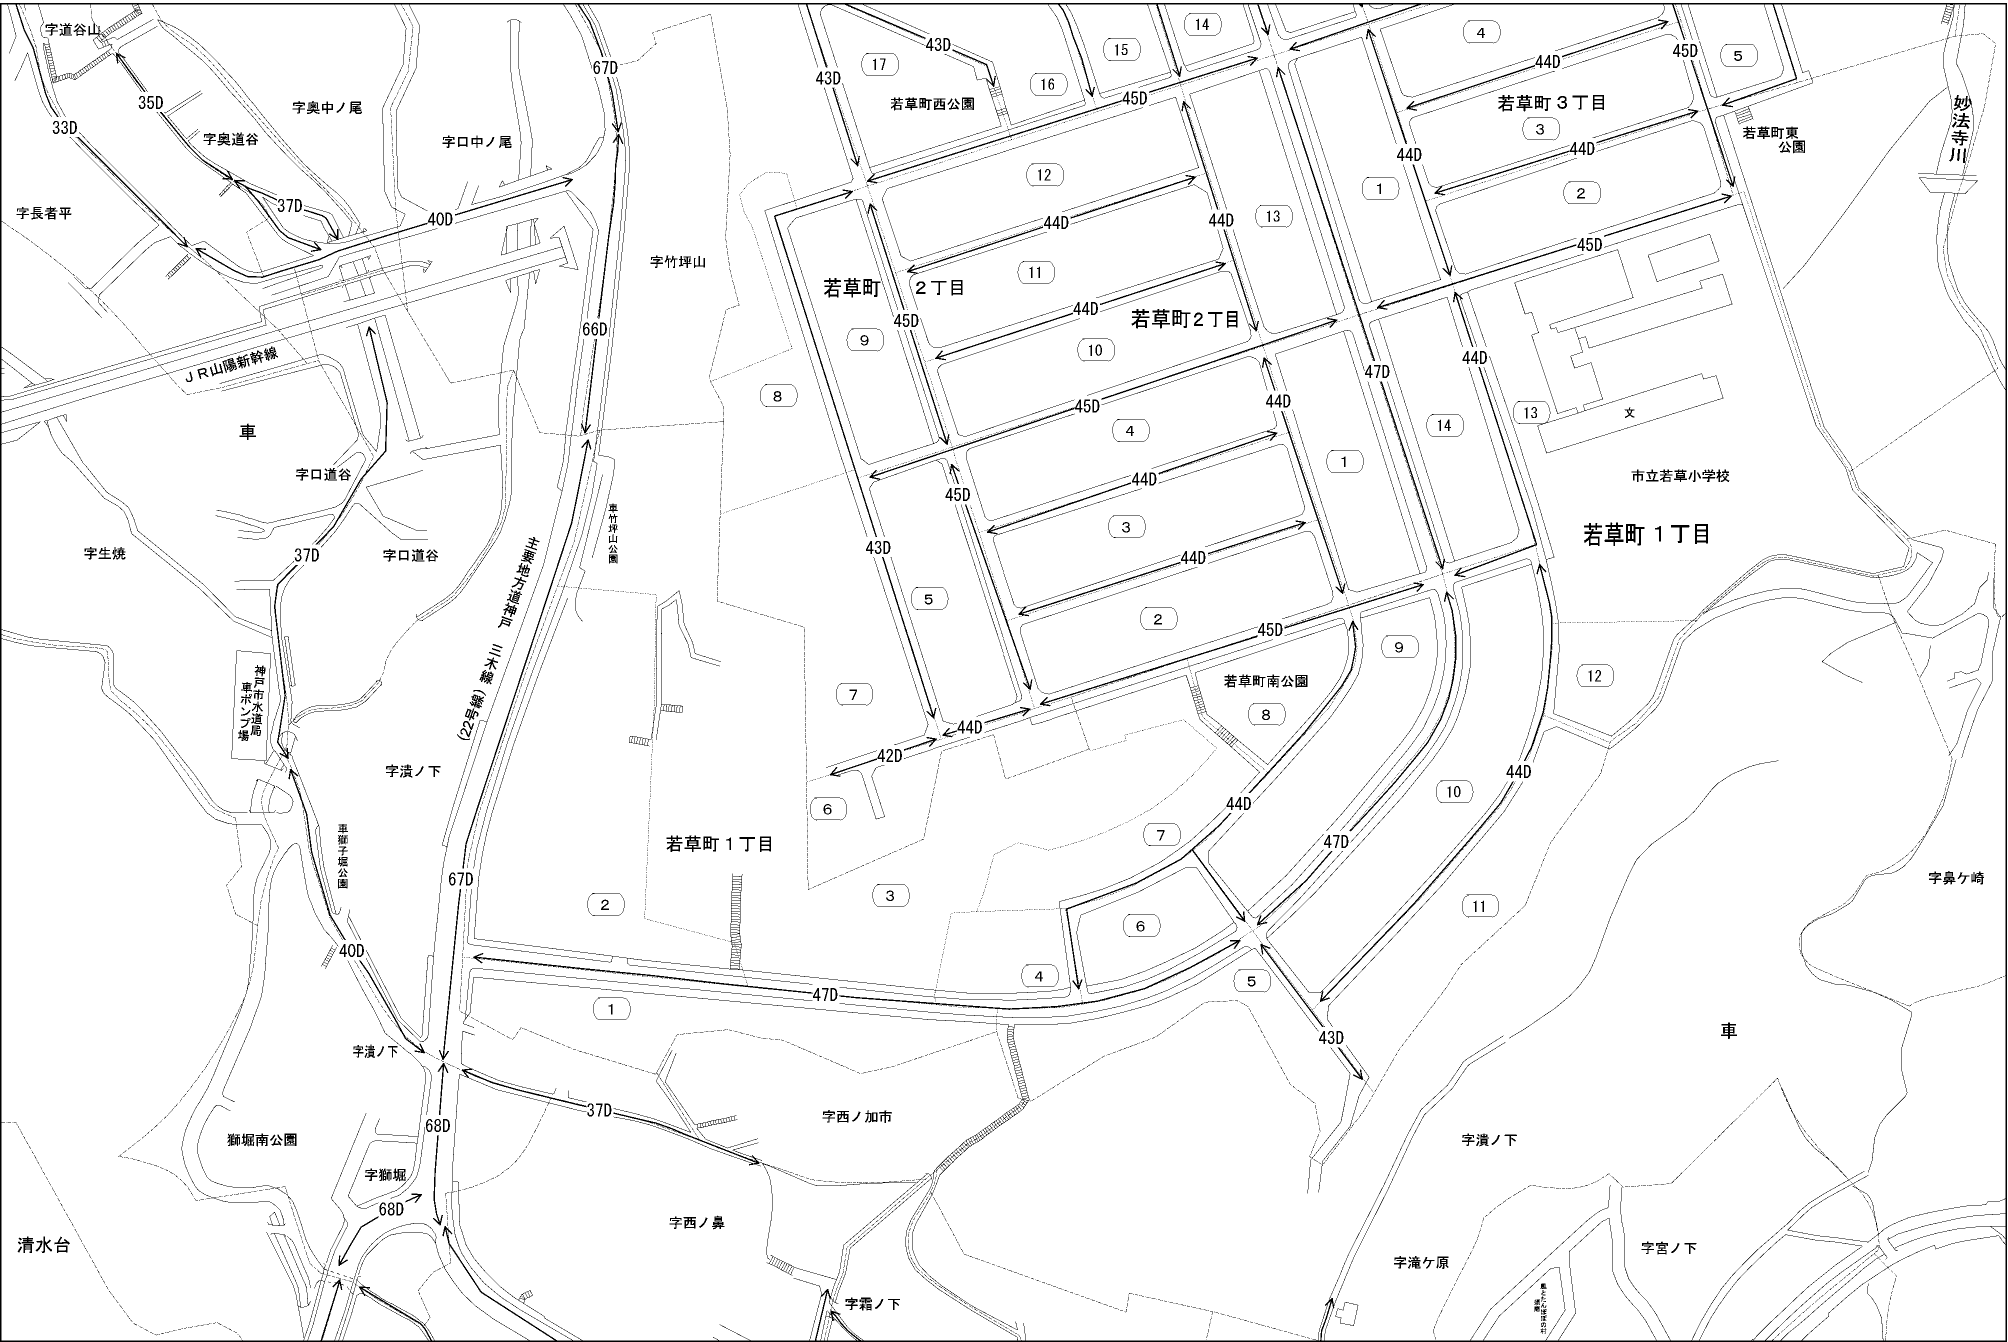 字道谷山
35D
33D
字奥中ノ尾
字奥道谷
字口中ノ尾
67D
字長者平
37D
40D
字竹坪山
66D
JR山陽新幹線
車
字口道谷
字生焼
37D
字口道谷
車竹坪山公園
主要地方道神戸三木線
(22号線)
神戸市水道局
車ポンプ場
字潰ノ下
車獅子堀公園
67D
40D
字潰ノ下
獅堀南公園
字獅堀
68D
68D
清水台
43D
17
43D
若草町西公園
16
15
14
45D
12
44D
44D
13
若草町
2丁目
11
45D
44D
若草町2丁目
9
10
8
45D
4
44D
47D
1
44D
45D
3
43D
44D
5
2
45D
7
44D
42D
6
若草町南公園
8
9
若草町1丁目
2
3
44D
7
47D
6
4
5
47D
1
43D
37D
字西ノ加市
字西ノ鼻
字霜ノ下
4
44D
45D
5
若草町3丁目
3
若草町東
公園
妙法寺川
44D
44D
1
2
45D
44D
14
13
文
市立若草小学校
若草町1丁目
12
10
44D
11
字鼻ケ崎
車
字潰ノ下
字滝ケ原
字宮ノ下